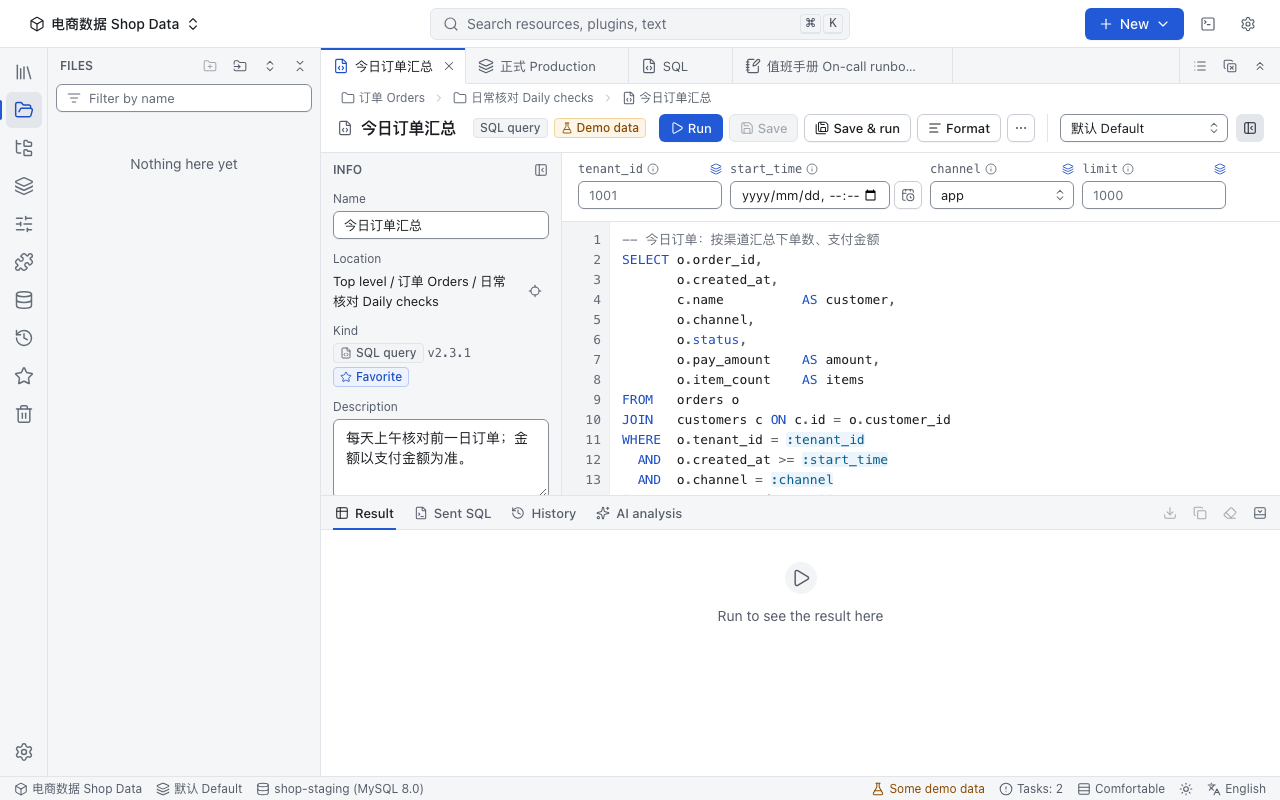 电商数据 Shop Data
Search resources, plugins, text
⌘ K
New
FILES
Filter by name
Nothing here yet
今日订单汇总
正式 Production
SQL
值班手册 On-call runbo...
订单 Orders
日常核对 Daily checks
今日订单汇总
今日订单汇总
SQL query
Demo data
Run
Save
Save & run
Format
默认 Default
INFO
Name
今日订单汇总
Location
Top level / 订单 Orders / 日常
核对 Daily checks
Kind
SQL query v2.3.1
Favorite
Description
每天上午核对前一日订单；金
额以支付金额为准。
tenant_id
start_time
channel
limit
1001
yyyy/mm/dd, --:--
app
1000
1 -- 今日订单：按渠道汇总下单数、支付金额
2 SELECT o.order_id,
3 o.created_at,
4 c.name AS customer,
5 o.channel,
6 o.status,
7 o.pay_amount AS amount,
8 o.item_count AS items
9 FROM orders o
10 JOIN customers c ON c.id = o.customer_id
11 WHERE o.tenant_id = :tenant_id
12 AND o.created_at >= :start_time
13 AND o.channel = :channel
Result
Sent SQL
History
AI analysis
Run to see the result here
电商数据 Shop Data
默认 Default
shop-staging (MySQL 8.0)
Some demo data
Tasks: 2
Comfortable
English